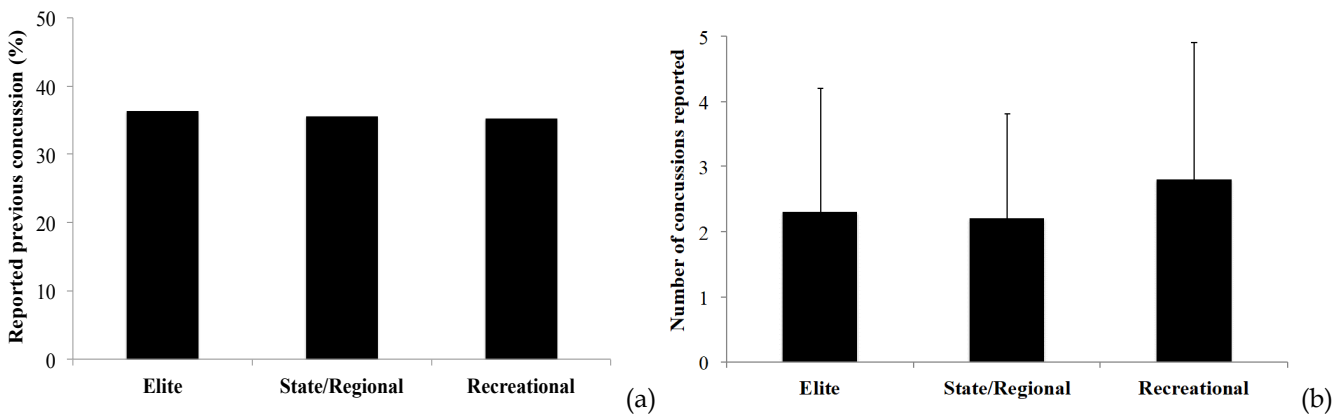 Reported previous concussion (%)
50
40
30
20
10
0
Elite
State/Regional
Recreational
(a)
Number of concussions reported
5
4
3
2
1
0
Elite
State/Regional
Recreational
(b)